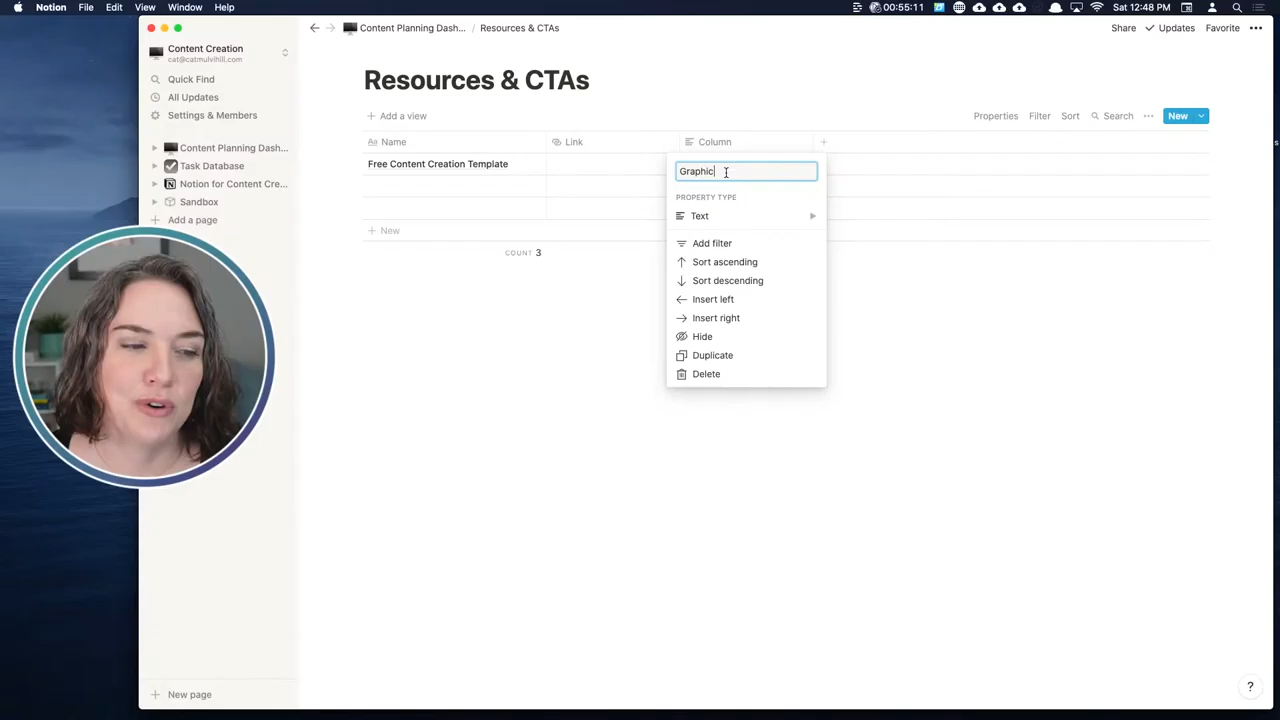 Notion File Edit View Window Help
00:55:11
Sat 12:48 PM
Content Planning Dash... / Resources & CTAs
Share Updates Favorite
Content Creation
cat@catmulvihill.com
Quick Find
All Updates
Settings & Members
Content Planning Dash...
Task Database
Notion for Content Cre...
Sandbox
Add a page
New page
Resources & CTAs
Add a view
Properties Filter Sort Search New
Aa Name Link Column
Free Content Creation Template
New
COUNT 3
Graphic
PROPERTY TYPE
Text
Add filter
Sort ascending
Sort descending
Insert left
Insert right
Hide
Duplicate
Delete
?